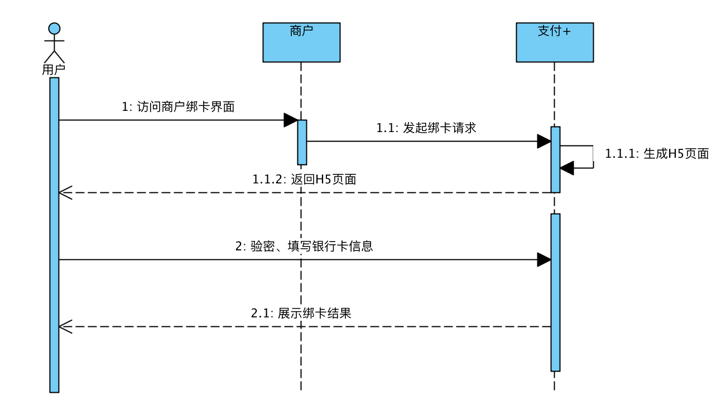 商户
支付+
用户
1: 访问商户绑卡界面
1.1: 发起绑卡请求
1.1.1: 生成H5页面
1.1.2: 返回H5页面
2: 验密、填写银行卡信息
2.1: 展示绑卡结果